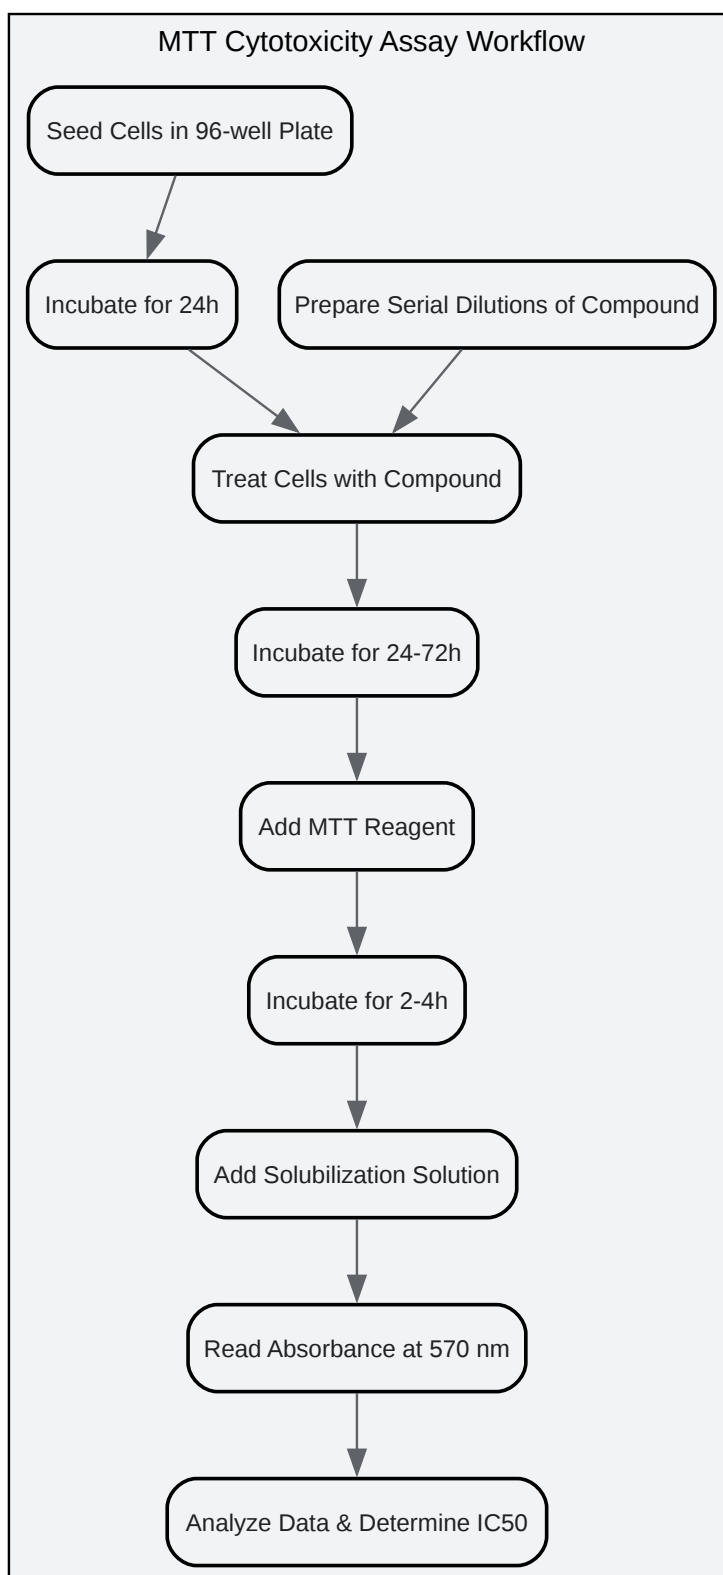 MTT Cytotoxicity Assay Workflow
Seed Cells in 96-well Plate
Incubate for 24h
Prepare Serial Dilutions of Compound
Treat Cells with Compound
Incubate for 24-72h
Add MTT Reagent
Incubate for 2-4h
Add Solubilization Solution
Read Absorbance at 570 nm
Analyze Data & Determine IC50